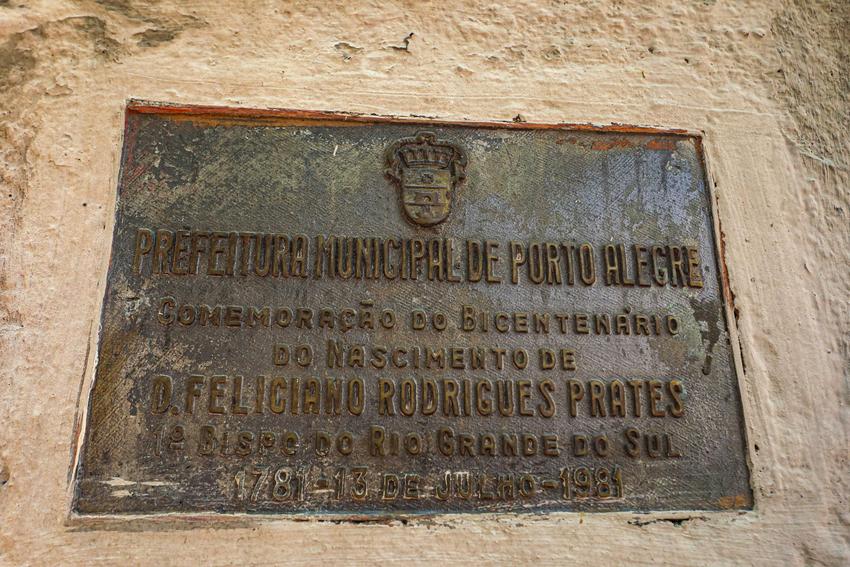 PREFEITURA MUNICIPAL DE PORTO ALEGRE
COMEMORAÇÃO DO BICENTENÁRIO
DO NASCIMENTO DE
D. FELICIANO RODRIGUES PRATES
1º BISPO DO RIO GRANDE DO SUL
1781-13 DE JULHO-1981